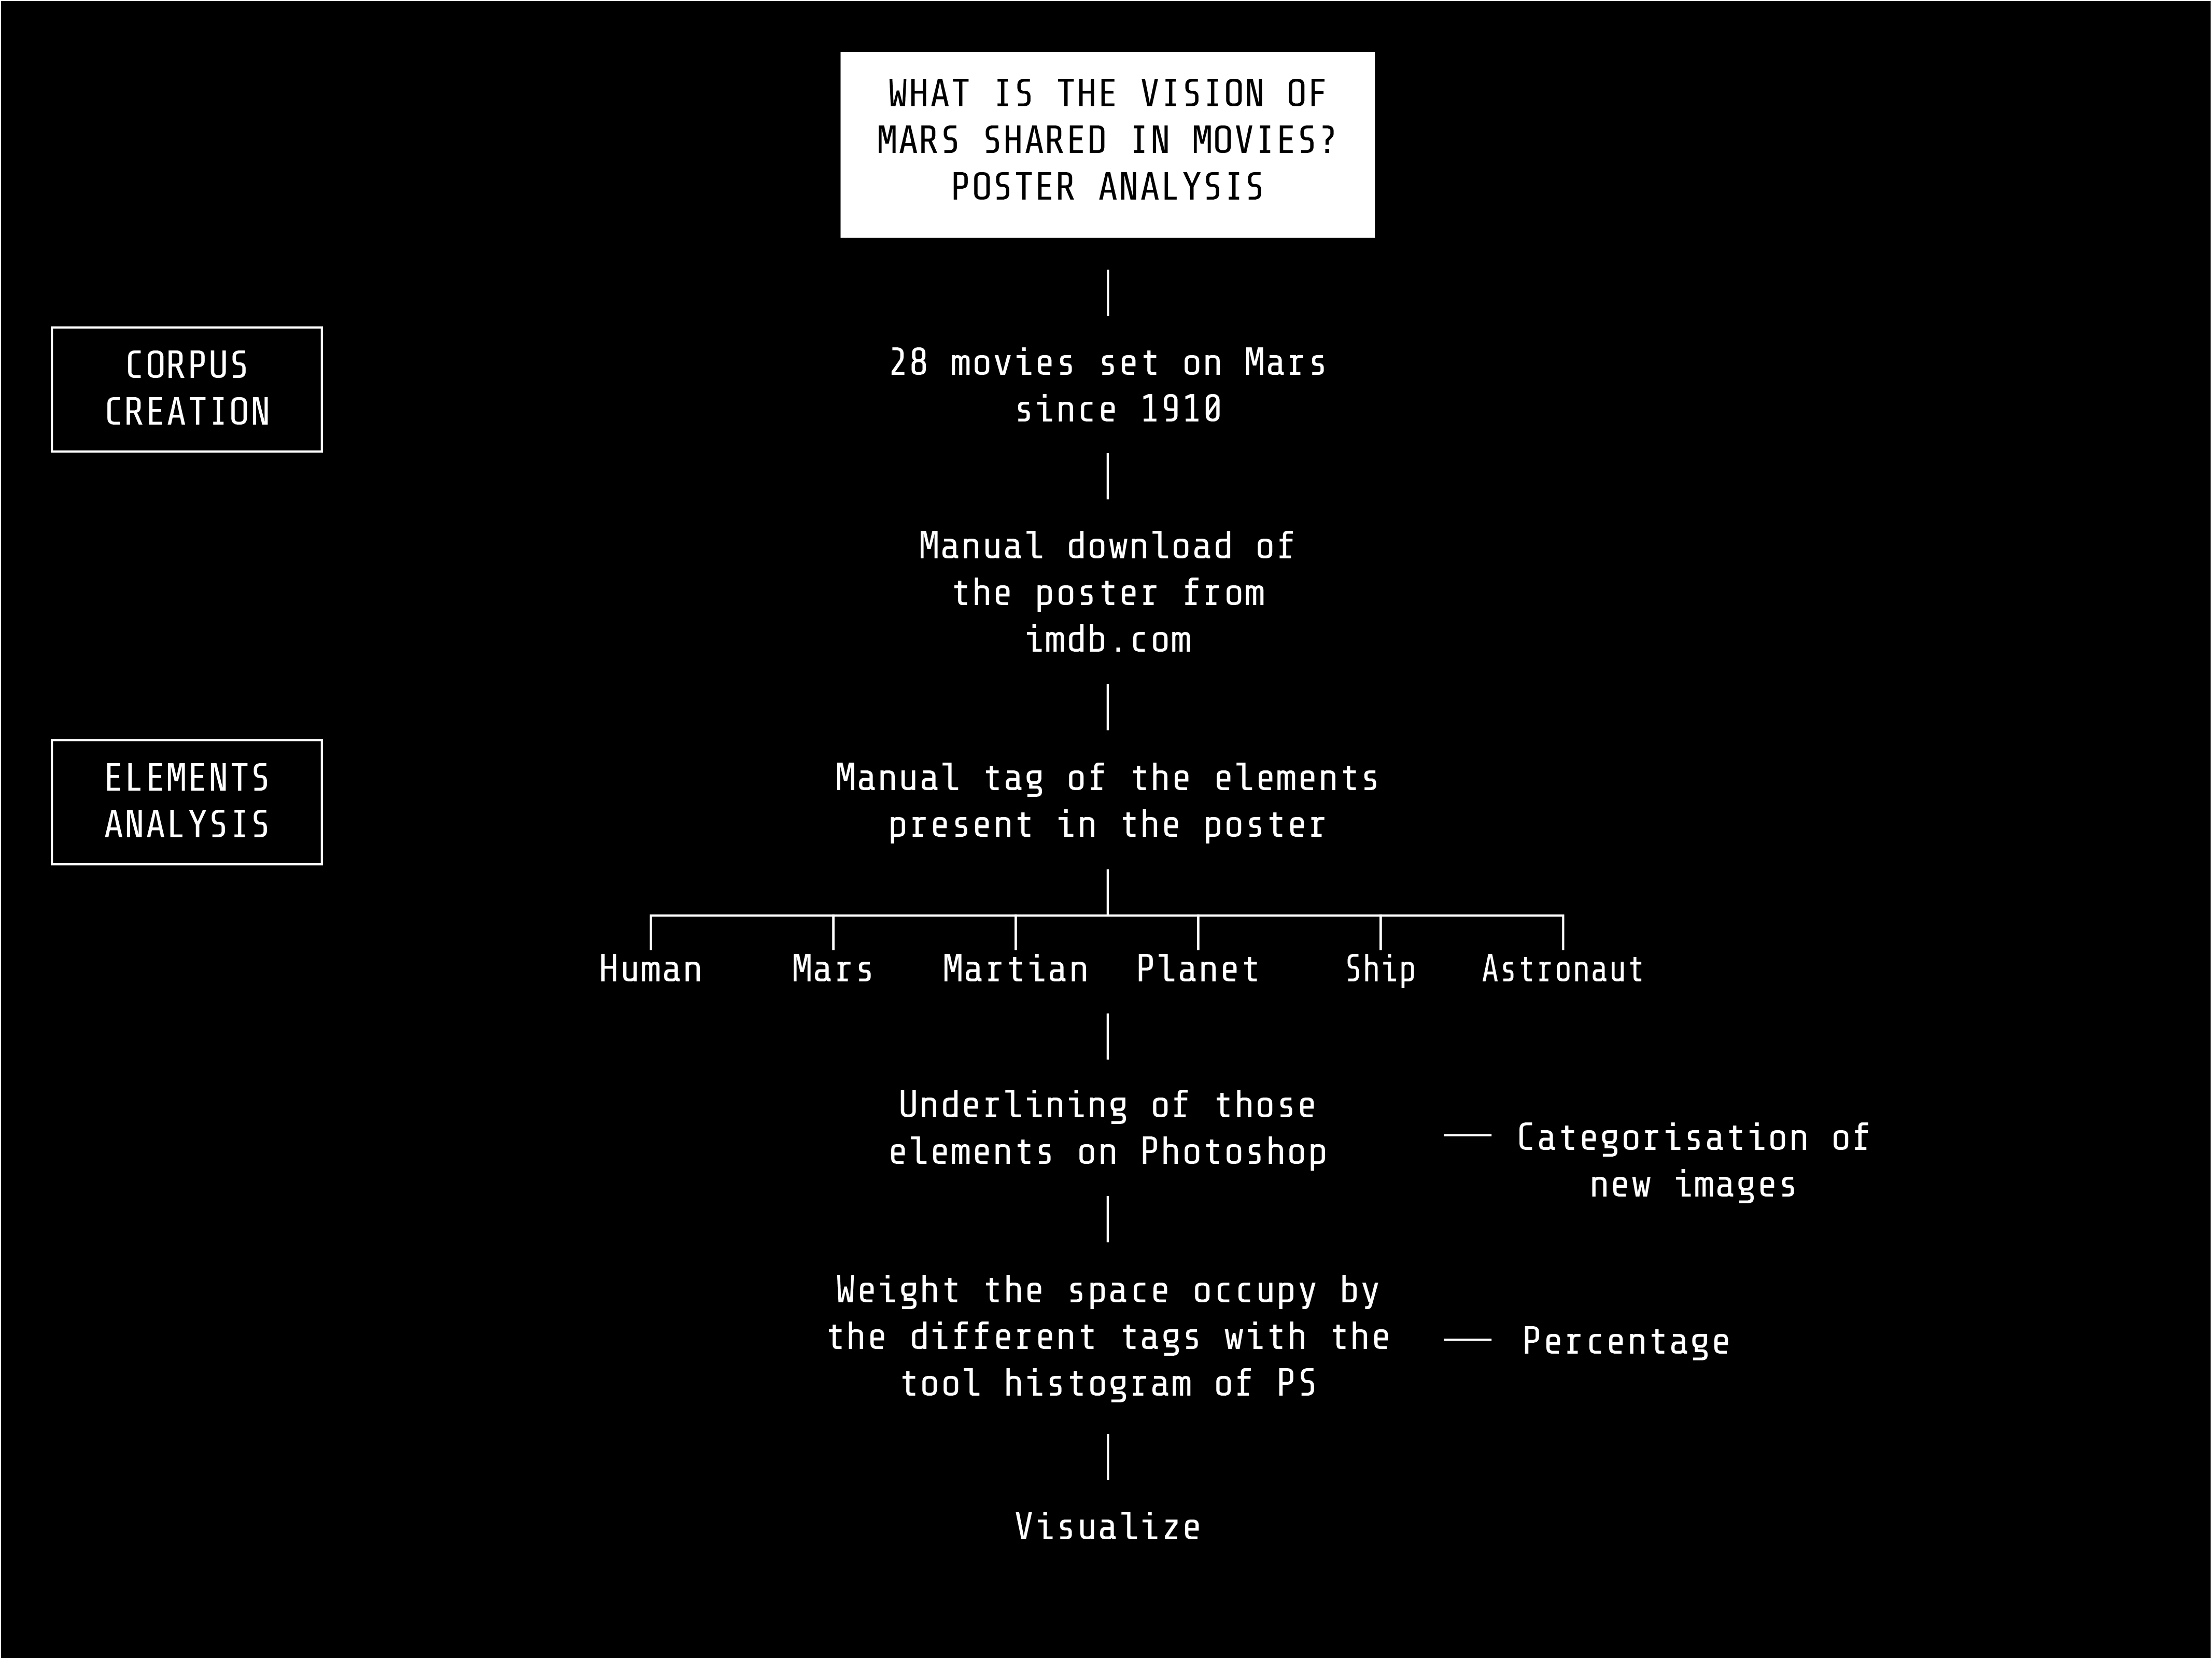 WHAT IS THE VISION OF
MARS SHARED IN MOVIES?
POSTER ANALYSIS
CORPUS
CREATION
28 movies set on Mars
since 1910
Manual download of
the poster from
imdb.com
ELEMENTS
ANALYSIS
Manual tag of the elements
present in the poster
Human Mars Martian Planet Ship Astronaut
Underlining of those
elements on Photoshop
Categorisation of
new images
Weight the space occupy by
the different tags with the
tool histogram of PS
Percentage
Visualize